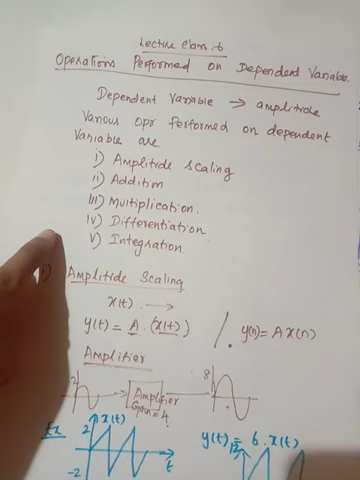 Lecture Class: 6
Operations Performed on Dependent Variable
Dependent Variable → amplitude
Various opr performed on dependent
Variable are
i) Amplitude scaling
ii) Addition
iii) Multiplication.
iv) Differentiation
v) Integration.
i) Amplitude Scaling
x(t) →
y(t) = A . (x(t)) / y(n) = A x(n)
Amplifier
2 Amplifier 8
Gain = 4
Ex 2 x(t) y(t) = 6 . x(t)
t 12
-2